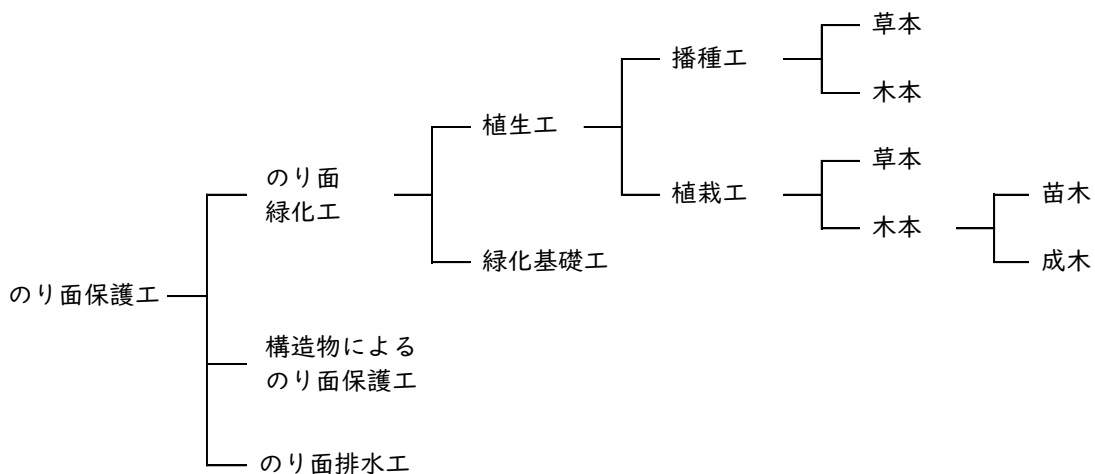 草本
播種工
木本
植生工
草本
のり面
緑化工
植栽工
苗木
木本
緑化基礎工
成木
のり面保護工
構造物による
のり面保護工
のり面排水工